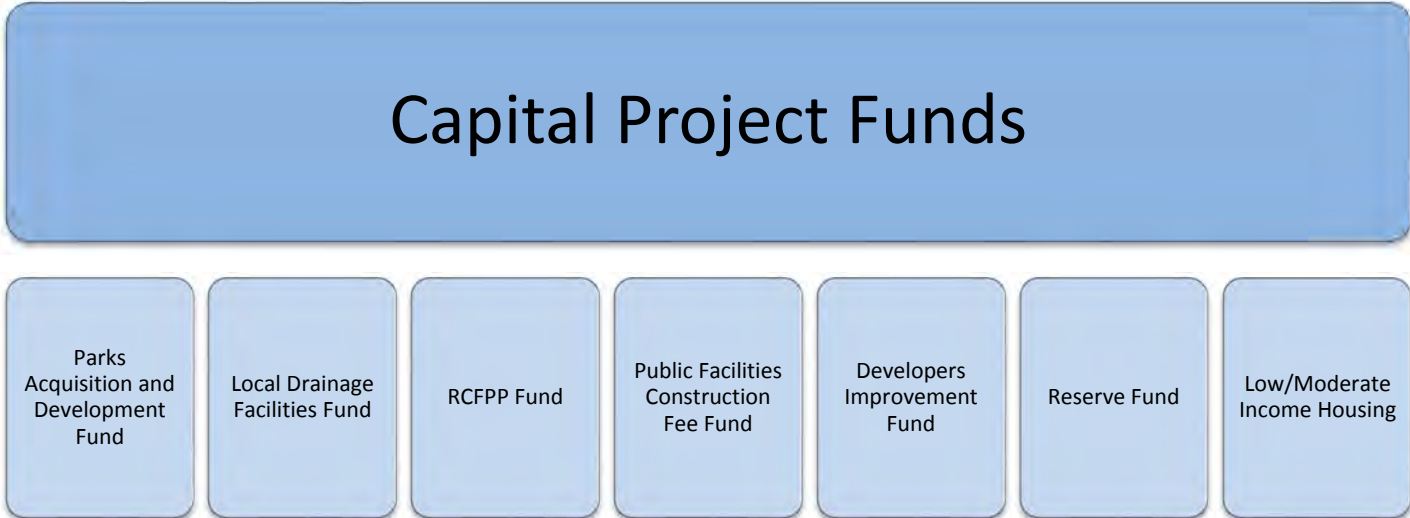 Capital Project Funds
Parks
Acquisition and
Development
Fund
Local Drainage
Facilities Fund
RCFPP Fund
Public Facilities
Construction
Fee Fund
Developers
Improvement
Fund
Reserve Fund
Low/Moderate
Income Housing